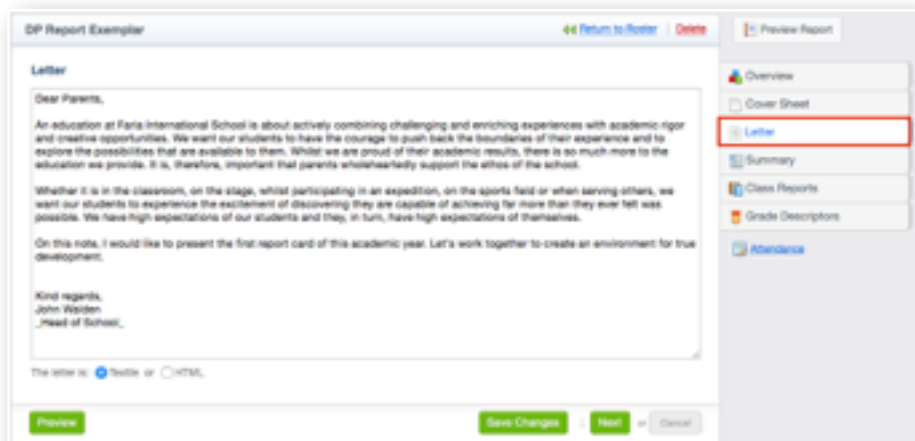 DP Report Exemplar
Return to Roster | Delete
Letter
Dear Parents,
An education at Faria International School is about actively combining challenging and enriching experiences with academic rigor
and creative opportunities. We want our students to have the courage to push back the boundaries of their experience and to
explore the possibilities that are available to them. Whilst we are proud of their academic results, there is so much more to the
education we provide. It is, therefore, important that parents wholeheartedly support the ethos of the school.
Whether it is in the classroom, on the stage, whilst participating in an expedition, on the sports field or when serving others, we
want our students to experience the excitement of discovering they are capable of achieving far more than they ever felt was
possible. We have high expectations of our students and they, in turn, have high expectations of themselves.
On this note, I would like to present the first report card of this academic year. Let's work together to create an environment for true
development.
Kind regards,
John Walden
_Head of School_
The letter is: Textile or HTML
Preview
Save Changes | Next or Cancel
Preview Report
Overview
Cover Sheet
Letter
Summary
Class Reports
Grade Descriptors
Attendance